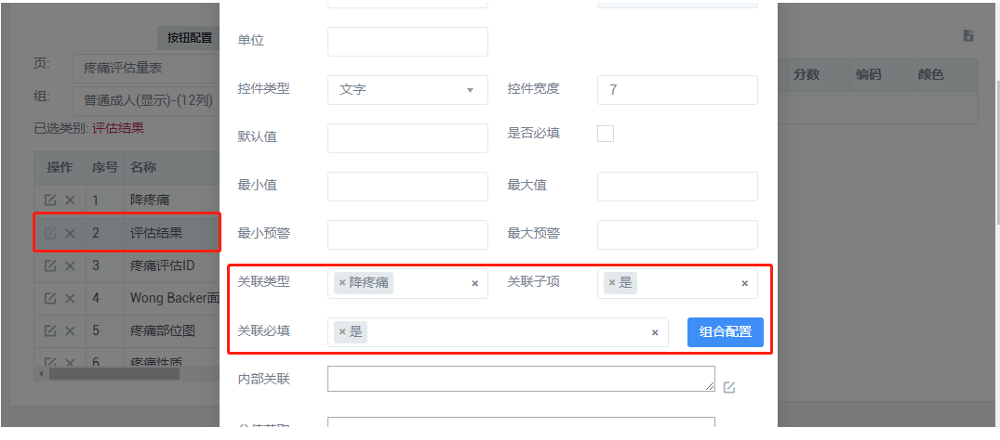 按钮配置
页:
疼痛评估量表
组:
普通成人(显示)-(12列)
已选类别: 评估结果
操作 序号 名称
1 降疼痛
2 评估结果
3 疼痛评估ID
4 Wong Backer面
5 疼痛部位图
6 疼痛性质
单位
控件类型 文字 控件宽度 7
默认值 是否必填
最小值 最大值
最小预警 最大预警
关联类型 × 降疼痛 × 关联子项 × 是 ×
关联必填 × 是 × 组合配置
内部关联
分数 编码 颜色